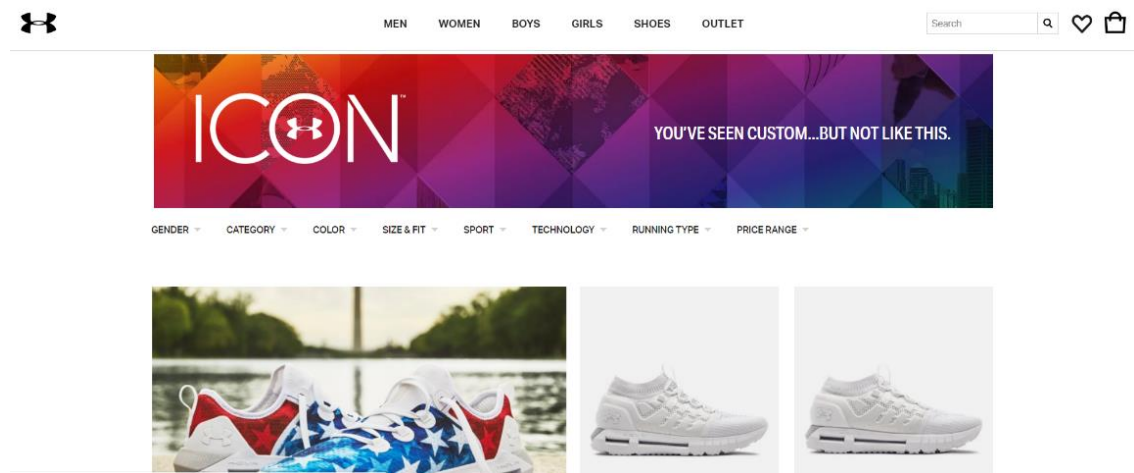 MEN WOMEN BOYS GIRLS SHOES OUTLET
Search
ICON™
YOU'VE SEEN CUSTOM...BUT NOT LIKE THIS.
GENDER CATEGORY COLOR SIZE & FIT SPORT TECHNOLOGY RUNNING TYPE PRICE RANGE